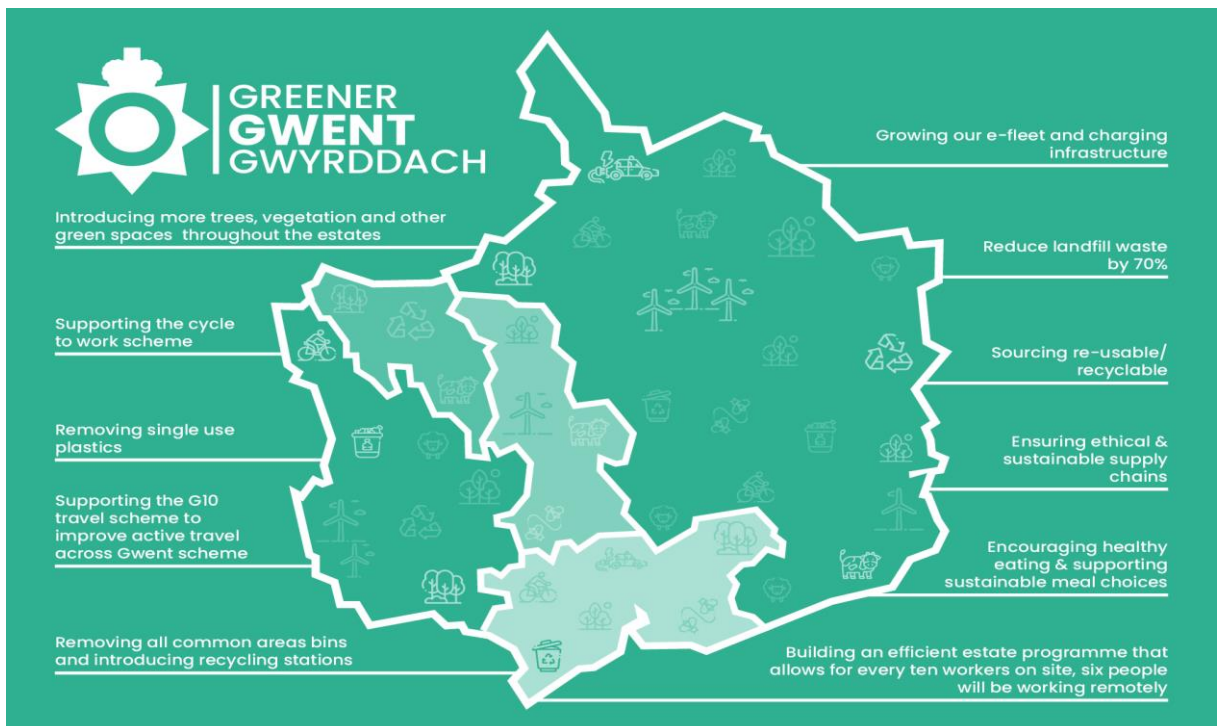 GREENER
GWENT
GWYRDDACH
Introducing more trees, vegetation and other
green spaces throughout the estates
Supporting the cycle
to work scheme
Removing single use
plastics
Supporting the G10
travel scheme to
improve active travel
across Gwent scheme
Removing all common areas bins
and introducing recycling stations
Growing our e-fleet and charging
infrastructure
Reduce landfill waste
by 70%
Sourcing re-usable/
recyclable
Ensuring ethical &
sustainable supply
chains
Encouraging healthy
eating & supporting
sustainable meal choices
Building an efficient estate programme that
allows for every ten workers on site, six people
will be working remotely